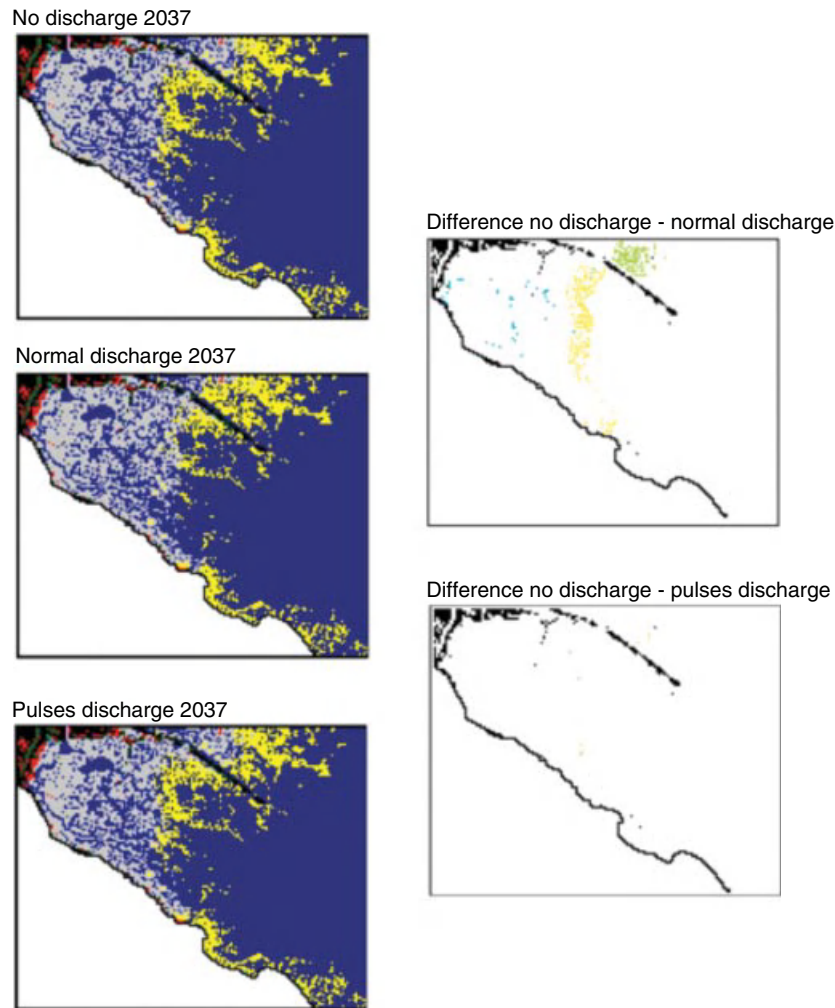 No discharge 2037
Normal discharge 2037
Pulses discharge 2037
Difference no discharge - normal discharge
Difference no discharge - pulses discharge